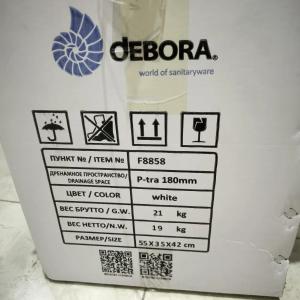 DEBORA®
world of sanitaryware
ПУНКТ № / ITEM № F8858
ДРЕНАЖНОЕ ПРОСТРАНСТВО/ DRAINAGE SPACE P-tra 180mm
ЦВЕТ / COLOR white
ВЕС БРУТТО / G.W. 21 kg
ВЕС НЕТТО/N.W. 19 kg
РАЗМЕР/SIZE 55X35X42 cm